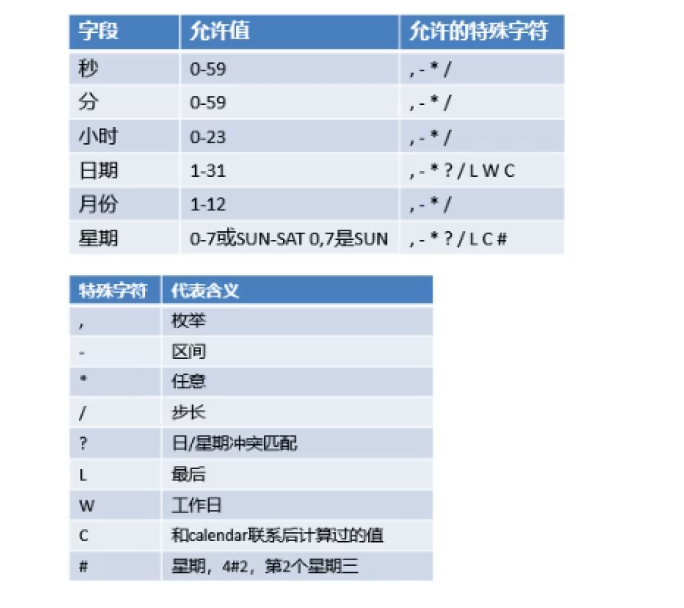 字段 允许值 允许的特殊字符
秒 0-59 , - * /
分 0-59 , - * /
小时 0-23 , - * /
日期 1-31 , - * ? / L W C
月份 1-12 , - * /
星期 0-7或SUN-SAT 0,7是SUN , - * ? / L C #
特殊字符 代表含义
, 枚举
- 区间
* 任意
/ 步长
? 日/星期冲突匹配
L 最后
W 工作日
C 和calendar联系后计算过的值
# 星期，4#2，第2个星期三